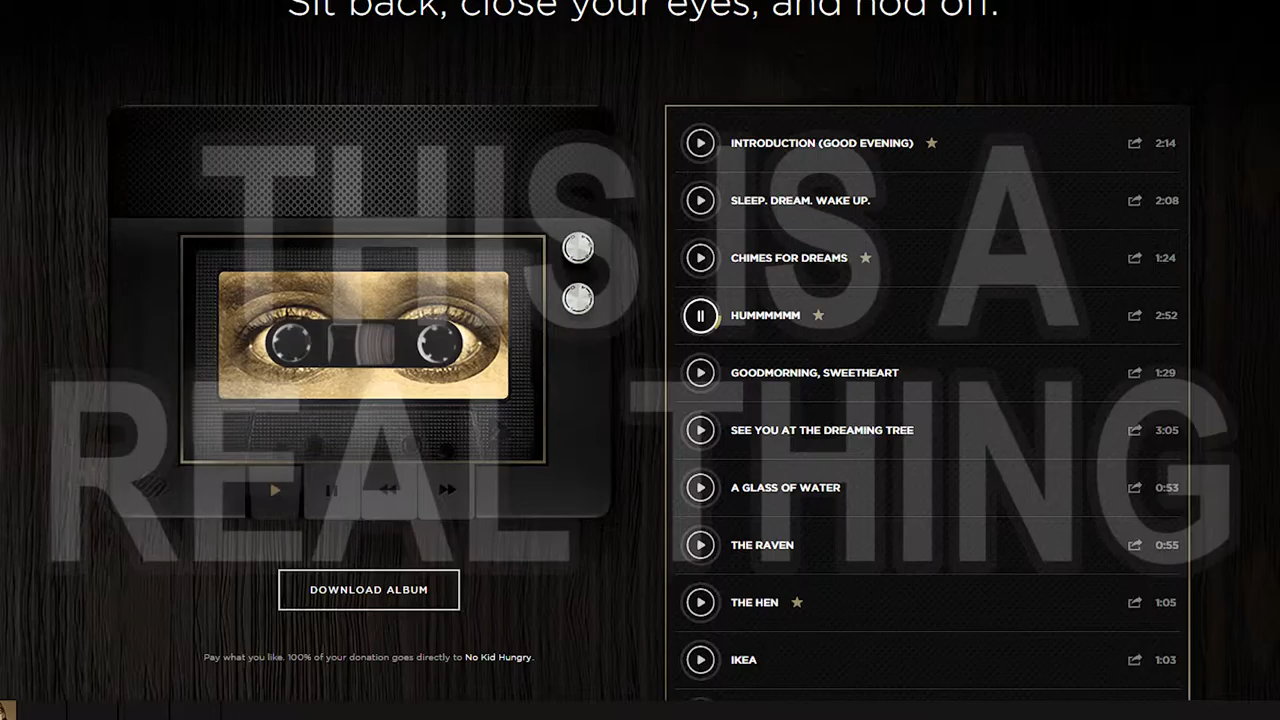 Sit back, close your eyes, and nod off.
THIS IS A
REAL THING
INTRODUCTION (GOOD EVENING) 2:14
SLEEP. DREAM. WAKE UP. 2:08
CHIMES FOR DREAMS 1:24
HUMMMMMM 2:52
GOODMORNING, SWEETHEART 1:29
SEE YOU AT THE DREAMING TREE 3:05
A GLASS OF WATER 0:53
THE RAVEN 0:55
THE HEN 1:05
IKEA 1:03
DOWNLOAD ALBUM
Pay what you like. 100% of your donation goes directly to No Kid Hungry.